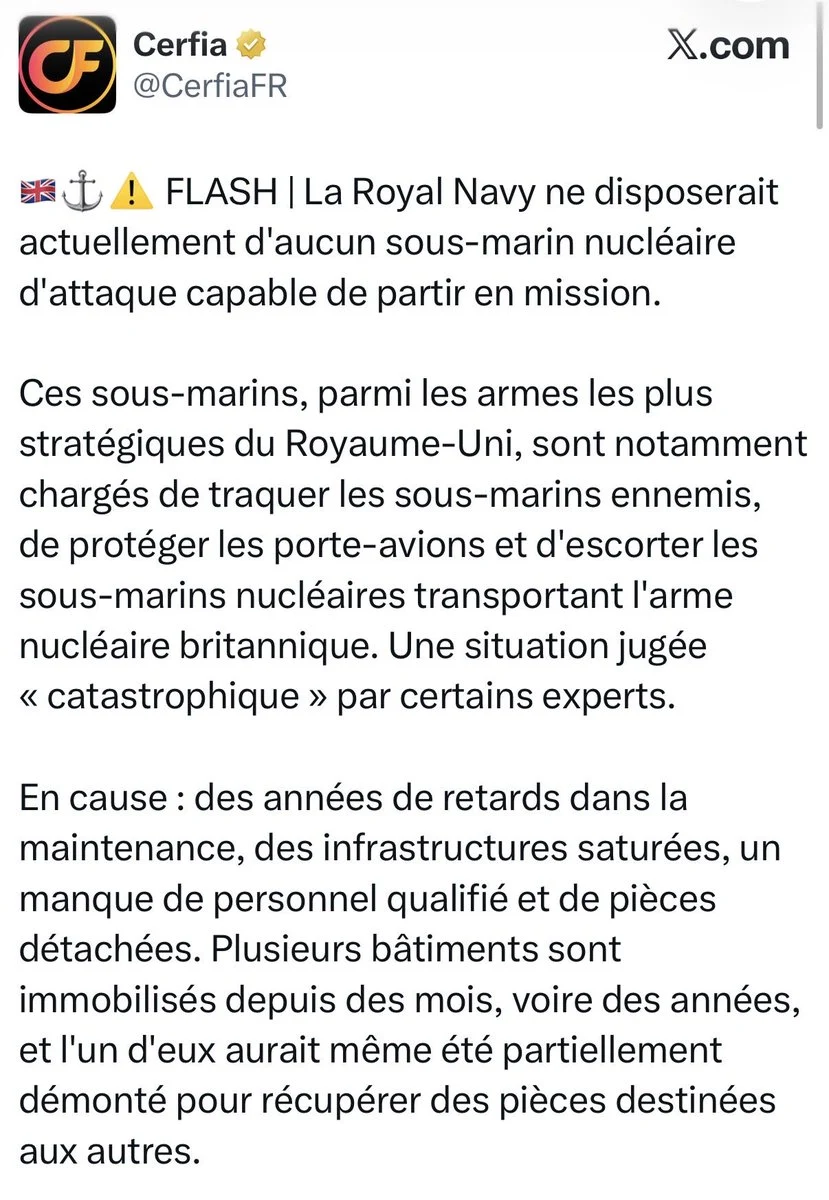 Cerfia
X.com
@CerfiaFR
🇬🇧⚓⚠️ FLASH | La Royal Navy ne disposerait
actuellement d'aucun sous-marin nucléaire
d'attaque capable de partir en mission.
Ces sous-marins, parmi les armes les plus
stratégiques du Royaume-Uni, sont notamment
chargés de traquer les sous-marins ennemis,
de protéger les porte-avions et d'escorter les
sous-marins nucléaires transportant l'arme
nucléaire britannique. Une situation jugée
« catastrophique » par certains experts.
En cause : des années de retards dans la
maintenance, des infrastructures saturées, un
manque de personnel qualifié et de pièces
détachées. Plusieurs bâtiments sont
immobilisés depuis des mois, voire des années,
et l'un d'eux aurait même été partiellement
démonté pour récupérer des pièces destinées
aux autres.